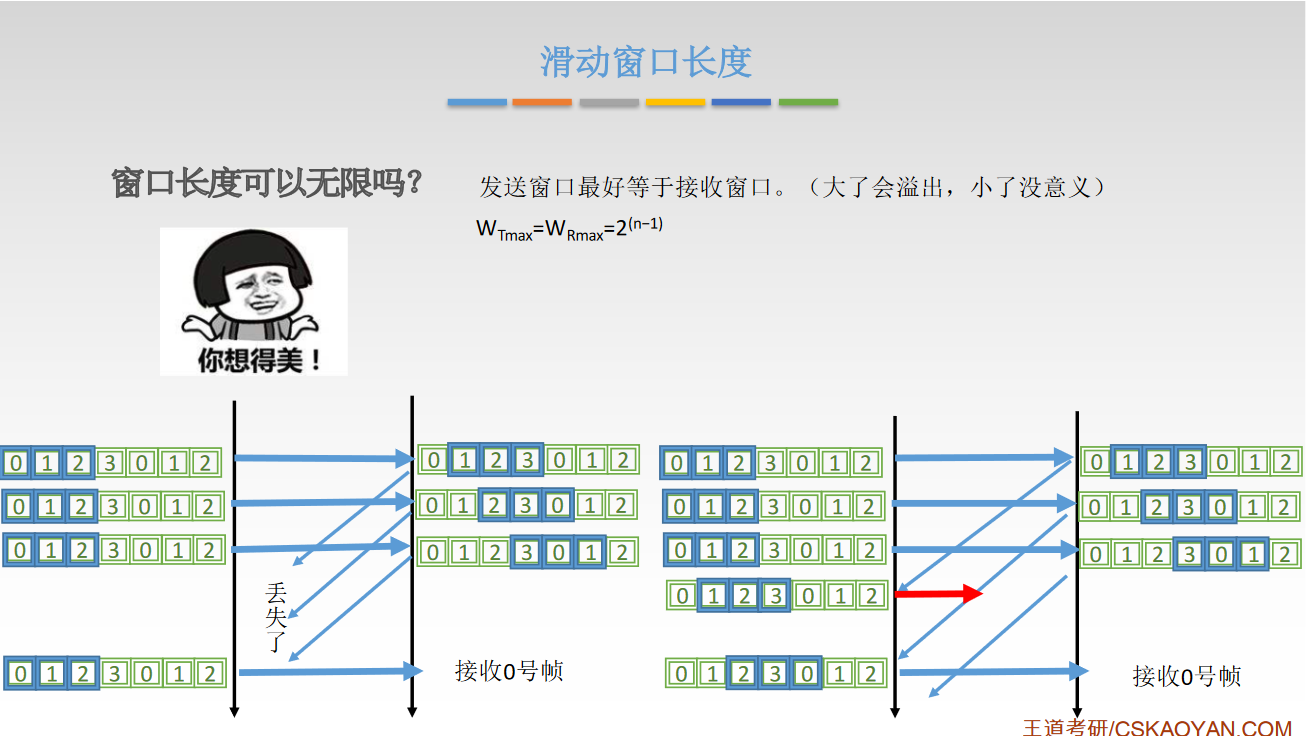 滑动窗口长度
窗口长度可以无限吗？
发送窗口最好等于接收窗口。（大了会溢出，小了没意义）
WTmax=WRmax=2(n−1)
你想得美！
0 1 2 3 0 1 2
0 1 2 3 0 1 2
0 1 2 3 0 1 2
0 1 2 3 0 1 2
0 1 2 3 0 1 2
0 1 2 3 0 1 2
0 1 2 3 0 1 2
丢
失
了
接收0号帧
0 1 2 3 0 1 2
0 1 2 3 0 1 2
0 1 2 3 0 1 2
0 1 2 3 0 1 2
0 1 2 3 0 1 2
0 1 2 3 0 1 2
0 1 2 3 0 1 2
0 1 2 3 0 1 2
接收0号帧
王道考研/CSKAOYAN.COM